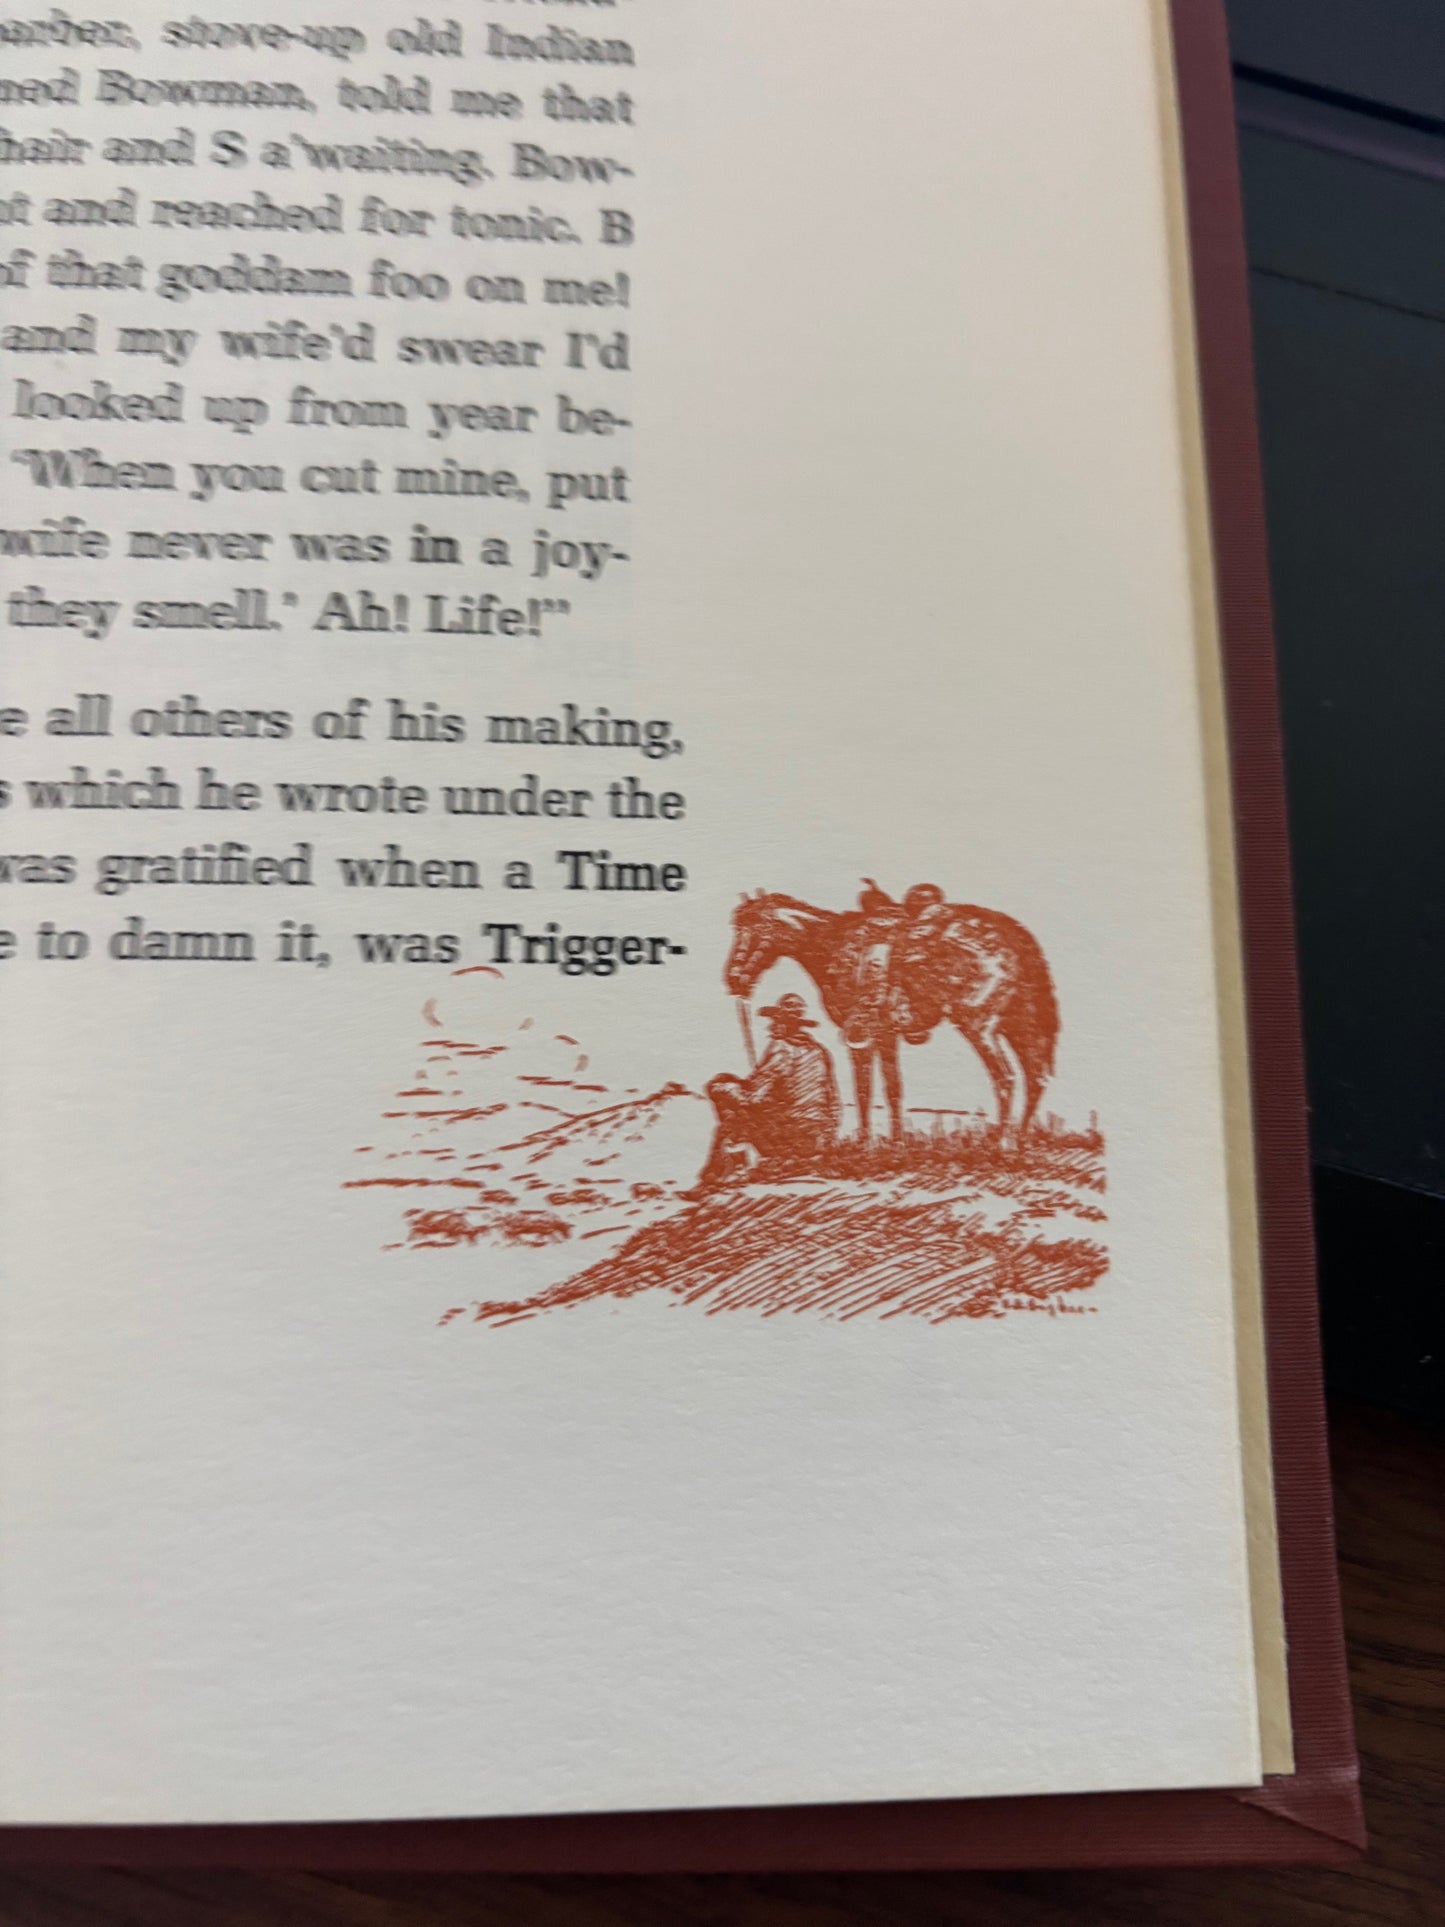 stove-up old Indian
Bowman, told me that
and S a'waiting. Bow-
and reached for tonic. B
of that goddam foo on me!
and my wife'd swear I'd
looked up from year be-
'When you cut mine, put
wife never was in a joy-
they smell.' Ah! Life!”
all others of his making,
which he wrote under the
was gratified when a Time
to damn it, was Trigger-